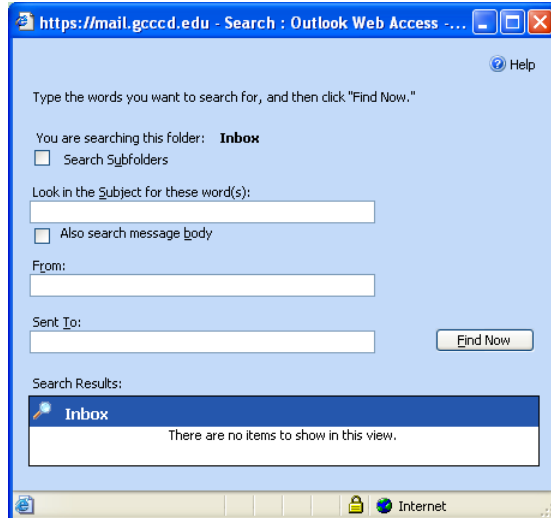 https://mail.gcccd.edu - Search : Outlook Web Access -...
Help
Type the words you want to search for, and then click "Find Now."
You are searching this folder: Inbox
Search Subfolders
Look in the Subject for these word(s):
Also search message body
From:
Sent To:
Find Now
Search Results:
Inbox
There are no items to show in this view.
Internet